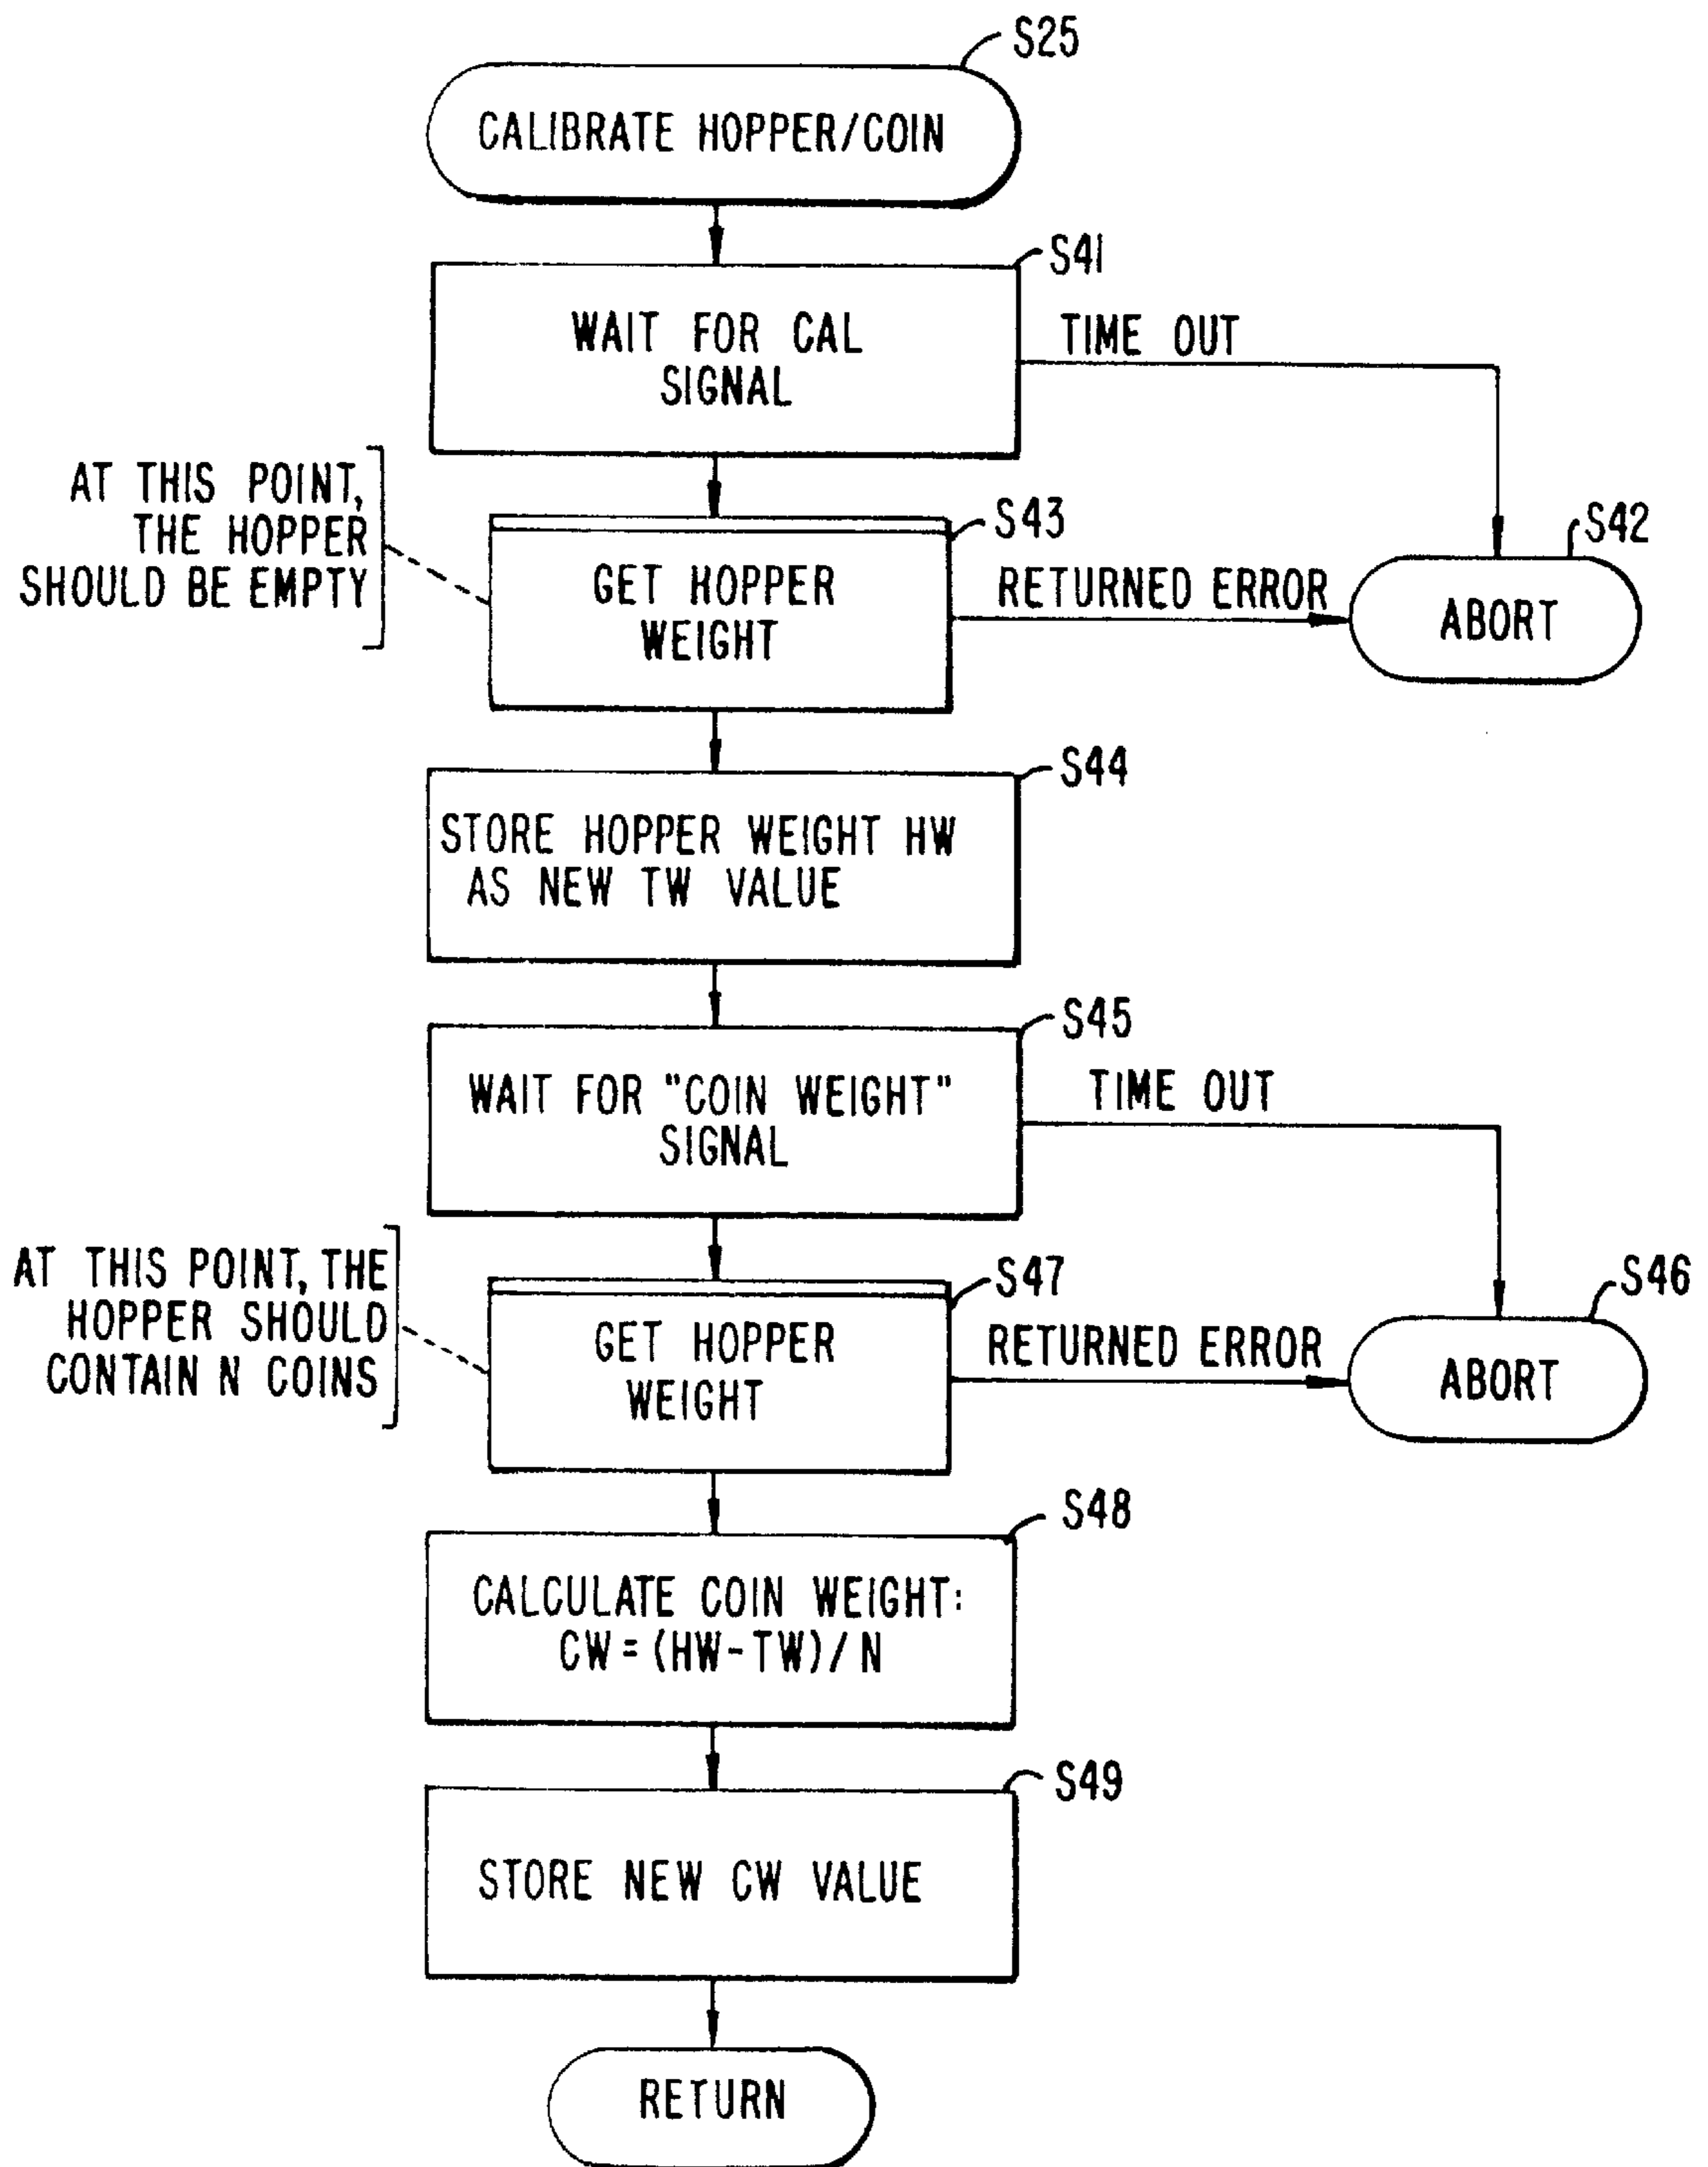 S25
CALIBRATE HOPPER/COIN
S41
WAIT FOR CAL
SIGNAL
TIME OUT
AT THIS POINT,
THE HOPPER
SHOULD BE EMPTY
S43
GET HOPPER
WEIGHT
RETURNED ERROR
S42
ABORT
S44
STORE HOPPER WEIGHT HW
AS NEW TW VALUE
S45
WAIT FOR "COIN WEIGHT"
SIGNAL
TIME OUT
AT THIS POINT, THE
HOPPER SHOULD
CONTAIN N COINS
S47
GET HOPPER
WEIGHT
RETURNED ERROR
S46
ABORT
S48
CALCULATE COIN WEIGHT:
CW = (HW-TW)/N
S49
STORE NEW CW VALUE
RETURN